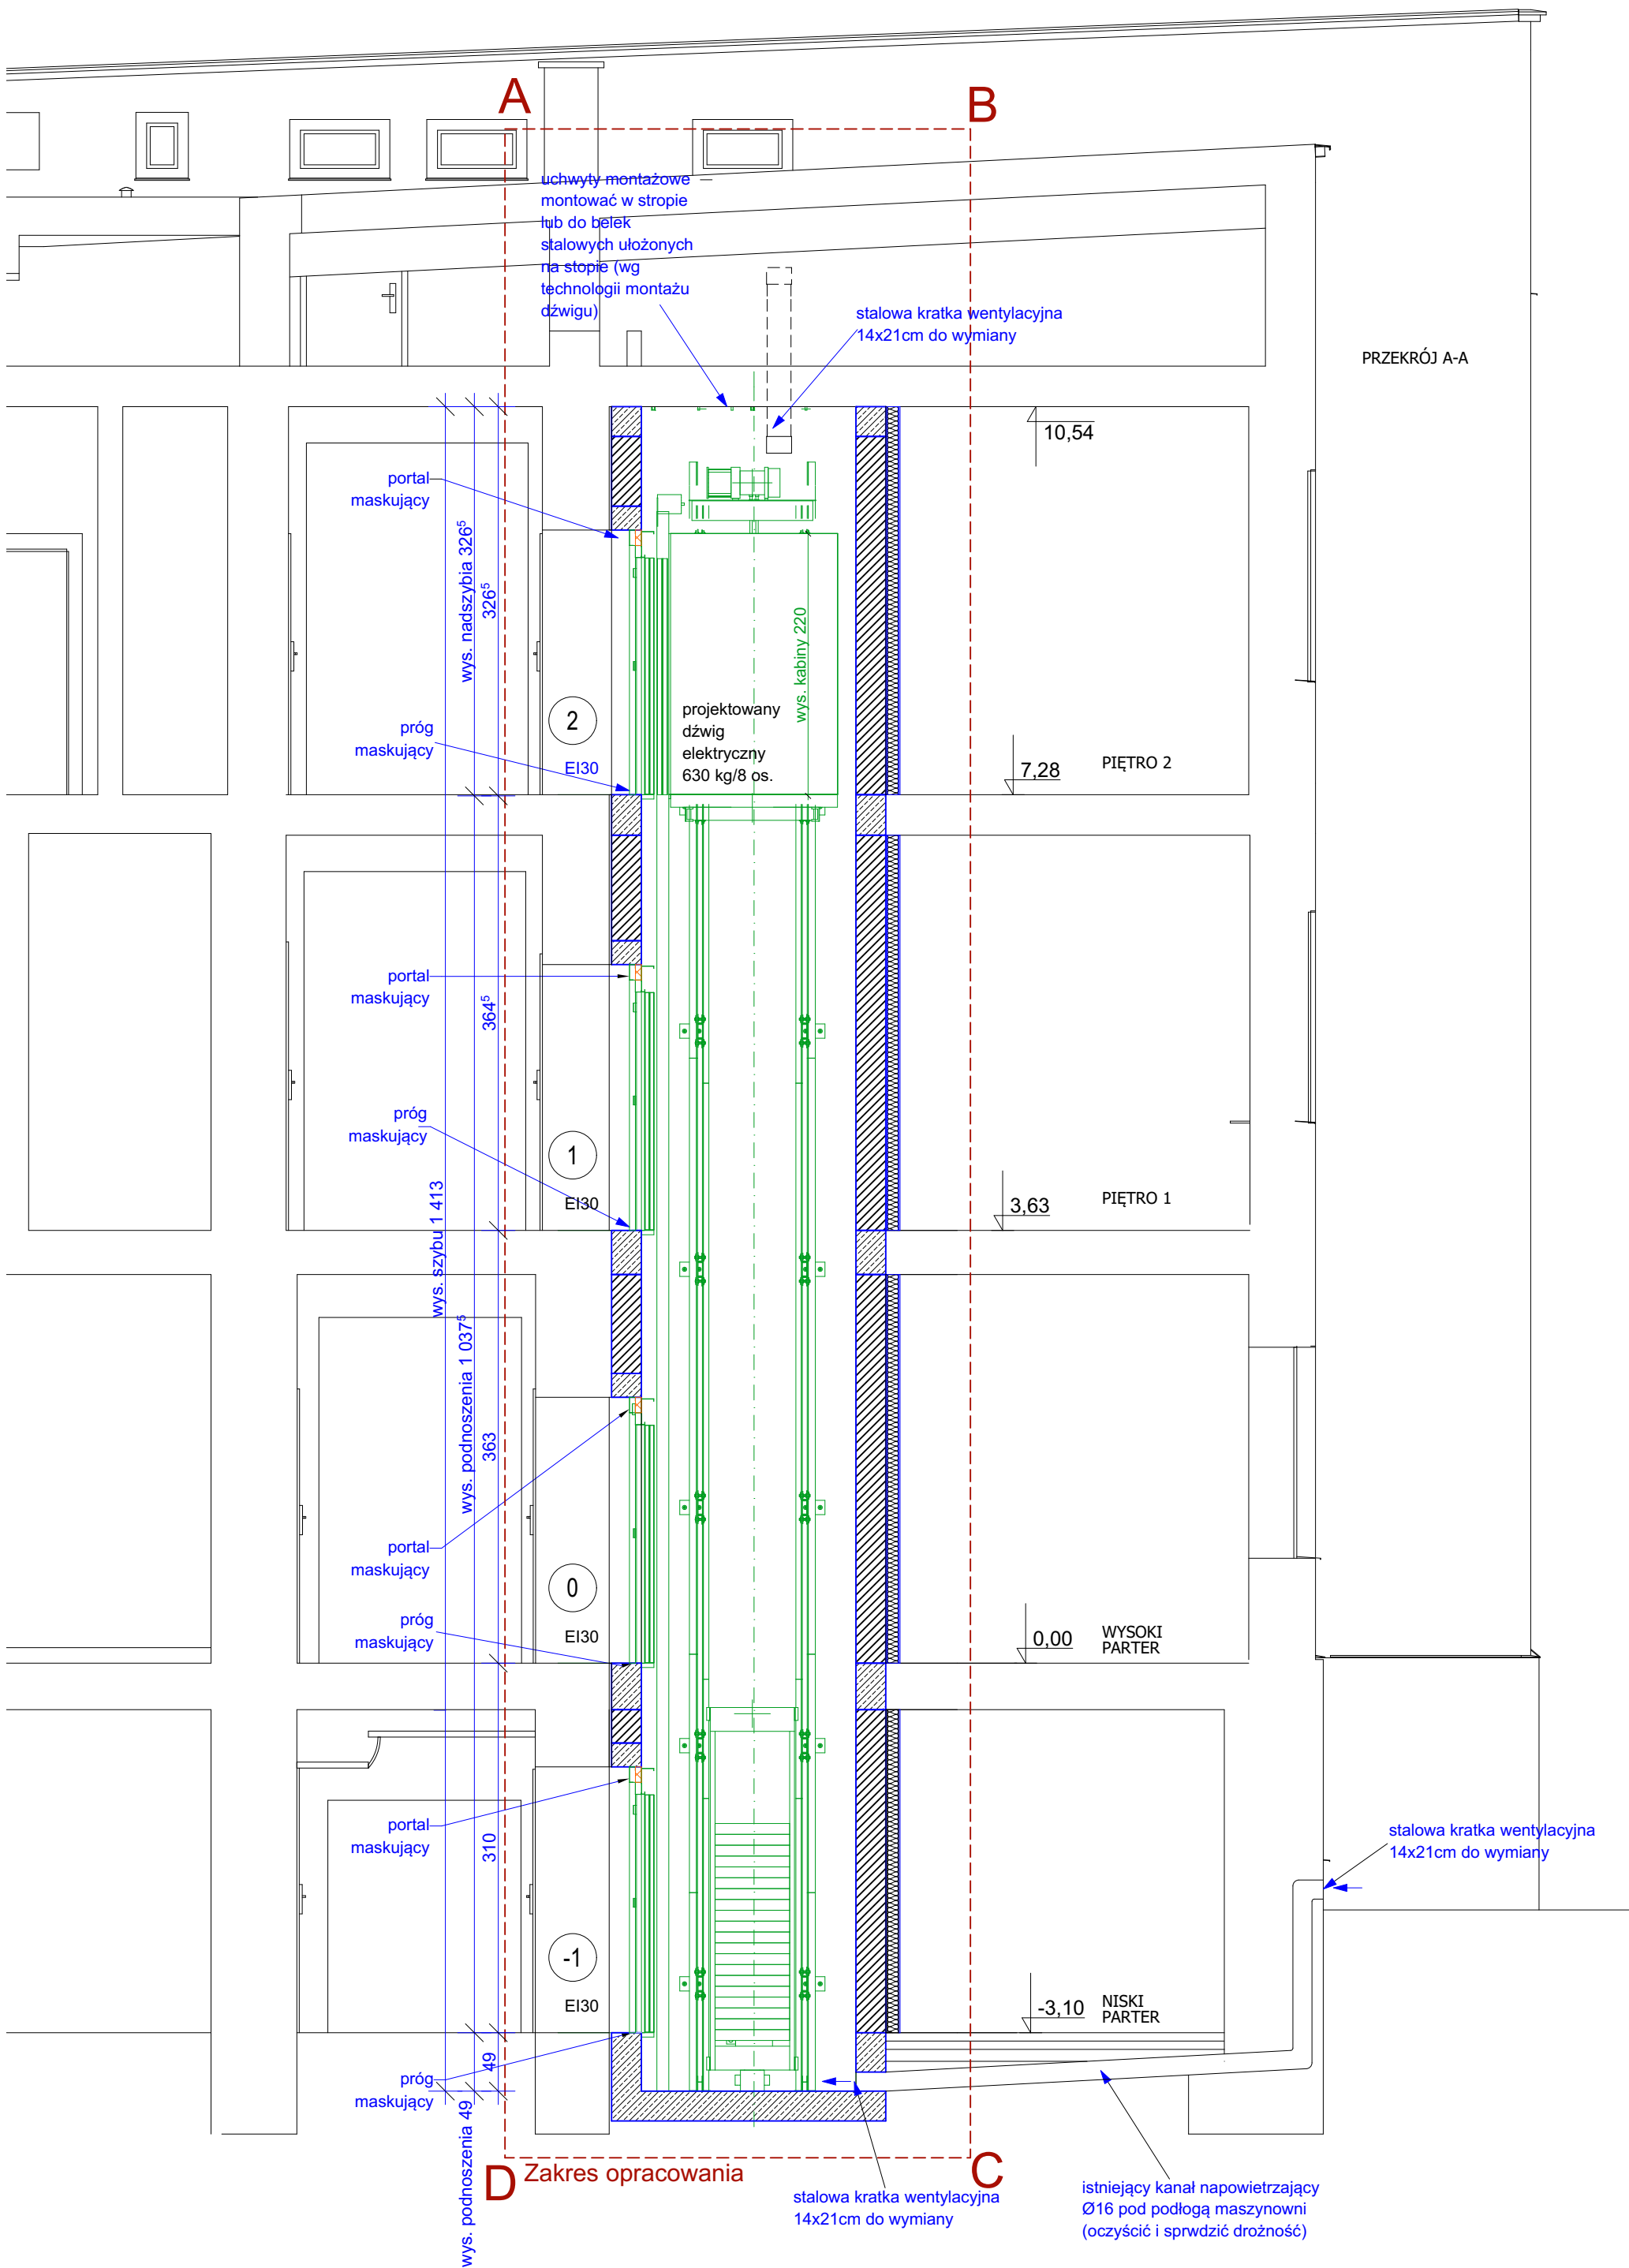 A
B
uchwyty montażowe
montować w stropie
lub do belek
stalowych ułożonych
na stopie (wg
technologii montażu
dźwigu)
stalowa kratka wentylacyjna
14x21cm do wymiany
PRZEKRÓJ A-A
10,54
portal
maskujący
wys. nadszybia 326⁵
326⁵
wys. kabiny 220
projektowany
dźwig
elektryczny
630 kg/8 os.
2
EI30
próg
maskujący
7,28
PIĘTRO 2
portal
maskujący
364⁵
próg
maskujący
1
EI30
3,63
PIĘTRO 1
wys. szybu 1 413
wys. podnoszenia 1 037⁵
363
portal
maskujący
0
EI30
próg
maskujący
0,00
WYSOKI
PARTER
portal
maskujący
310
stalowa kratka wentylacyjna
14x21cm do wymiany
-1
EI30
-3,10
NISKI
PARTER
próg
maskujący
49
wys. podnoszenia 49
D
Zakres opracowania
C
stalowa kratka wentylacyjna
14x21cm do wymiany
istniejący kanał napowietrzający
Ø16 pod podłogą maszynowni
(oczyścić i sprwdzić drożność)